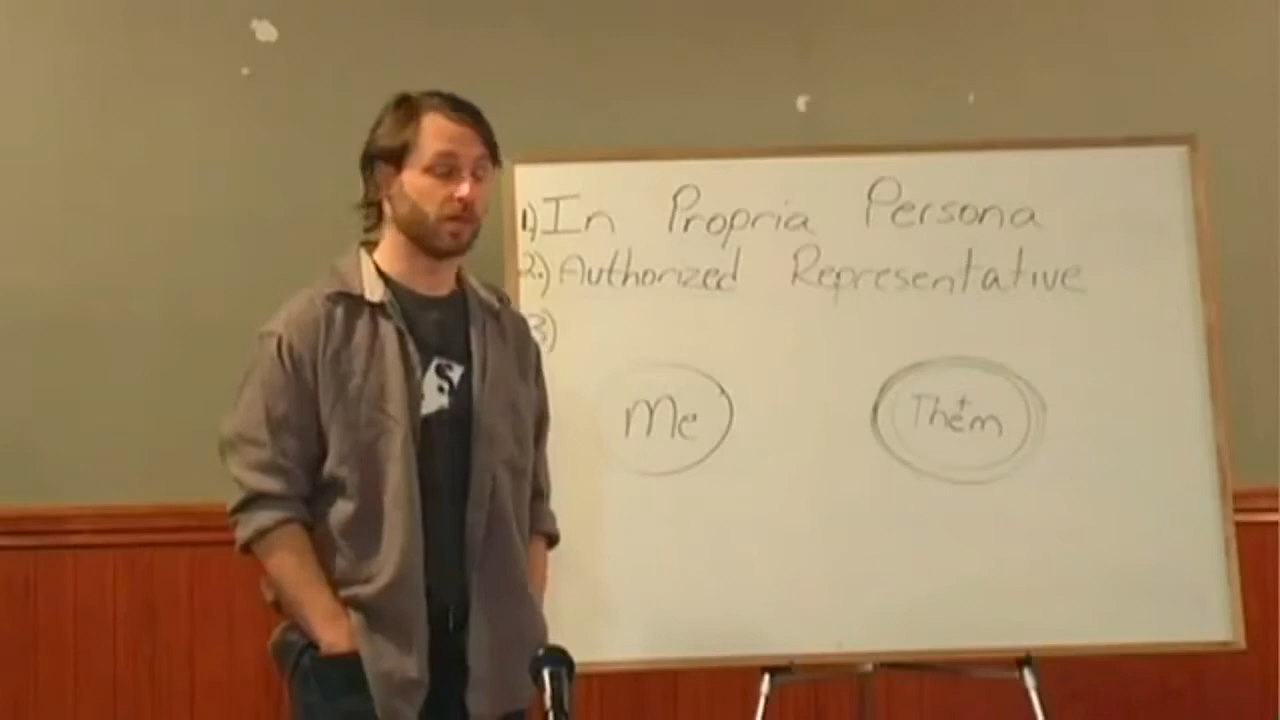 1) In Propria Persona
2.) Authorized Representative
3)
Me
Them